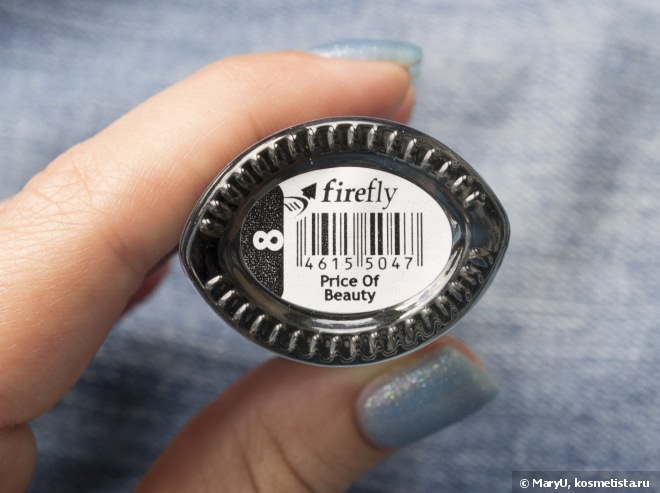 firefly
8
4615 5047
Price Of
Beauty
© MaryU, kosmetista.ru